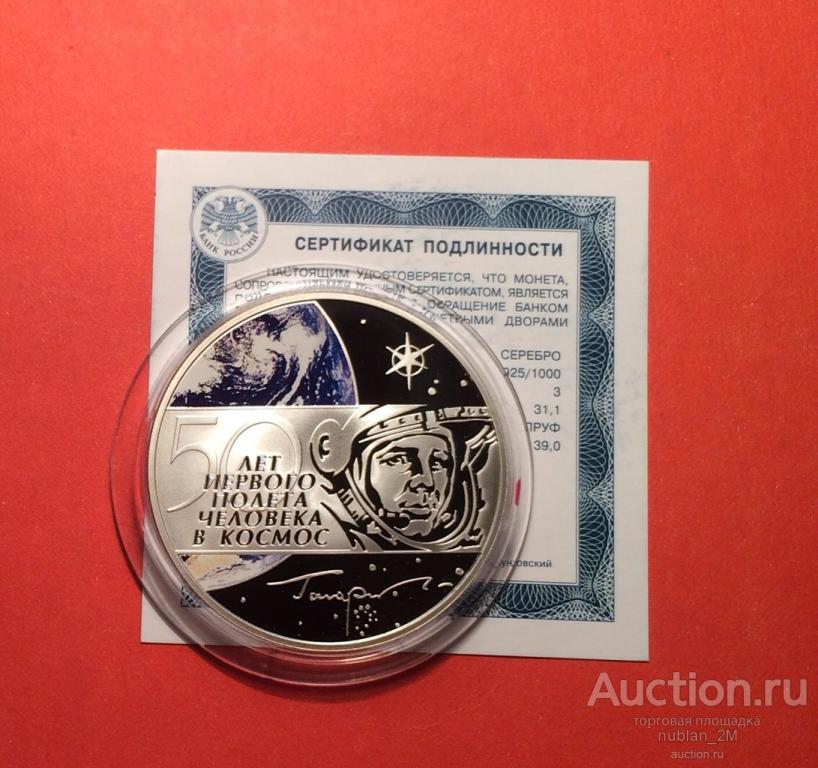 БАНК РОССИИ
СЕРТИФИКАТ ПОДЛИННОСТИ
НАСТОЯЩИМ УДОСТОВЕРЯЕТСЯ, ЧТО МОНЕТА,
СЕРТИФИКАТОМ, ЯВЛЯЕТСЯ
ОБРАЩЕНИЕ БАНКОМ
ДВОРАМИ
СЕРЕБРО
925/1000
3
31,1
ПРУФ
39,0
50
ЛЕТ
ПЕРВОГО
ПОЛЕТА
ЧЕЛОВЕКА
В КОСМОС
Auction.ru
торговая площадка
nublan_2M
auction.ru